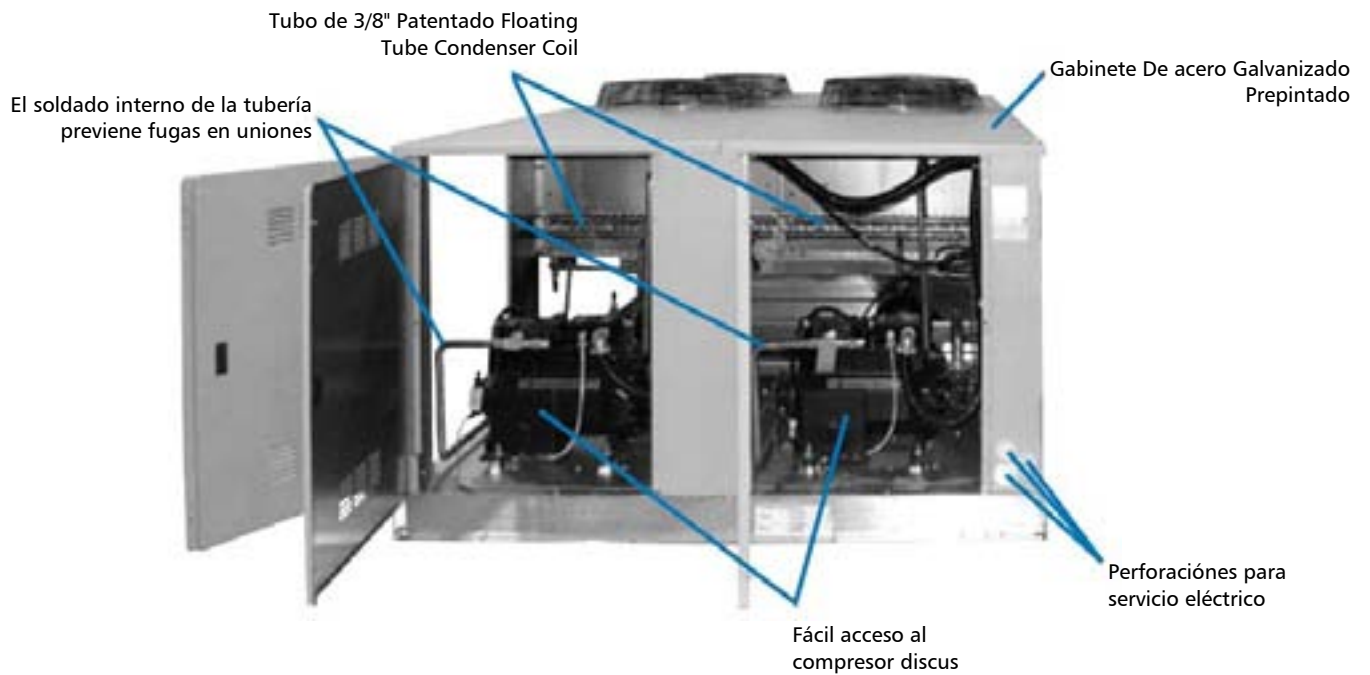 Tubo de 3/8" Patentado Floating
Tube Condenser Coil
Gabinete De acero Galvanizado
Prepintado
El soldado interno de la tubería
previene fugas en uniones
Perforaciónes para
servicio eléctrico
Fácil acceso al
compresor discus